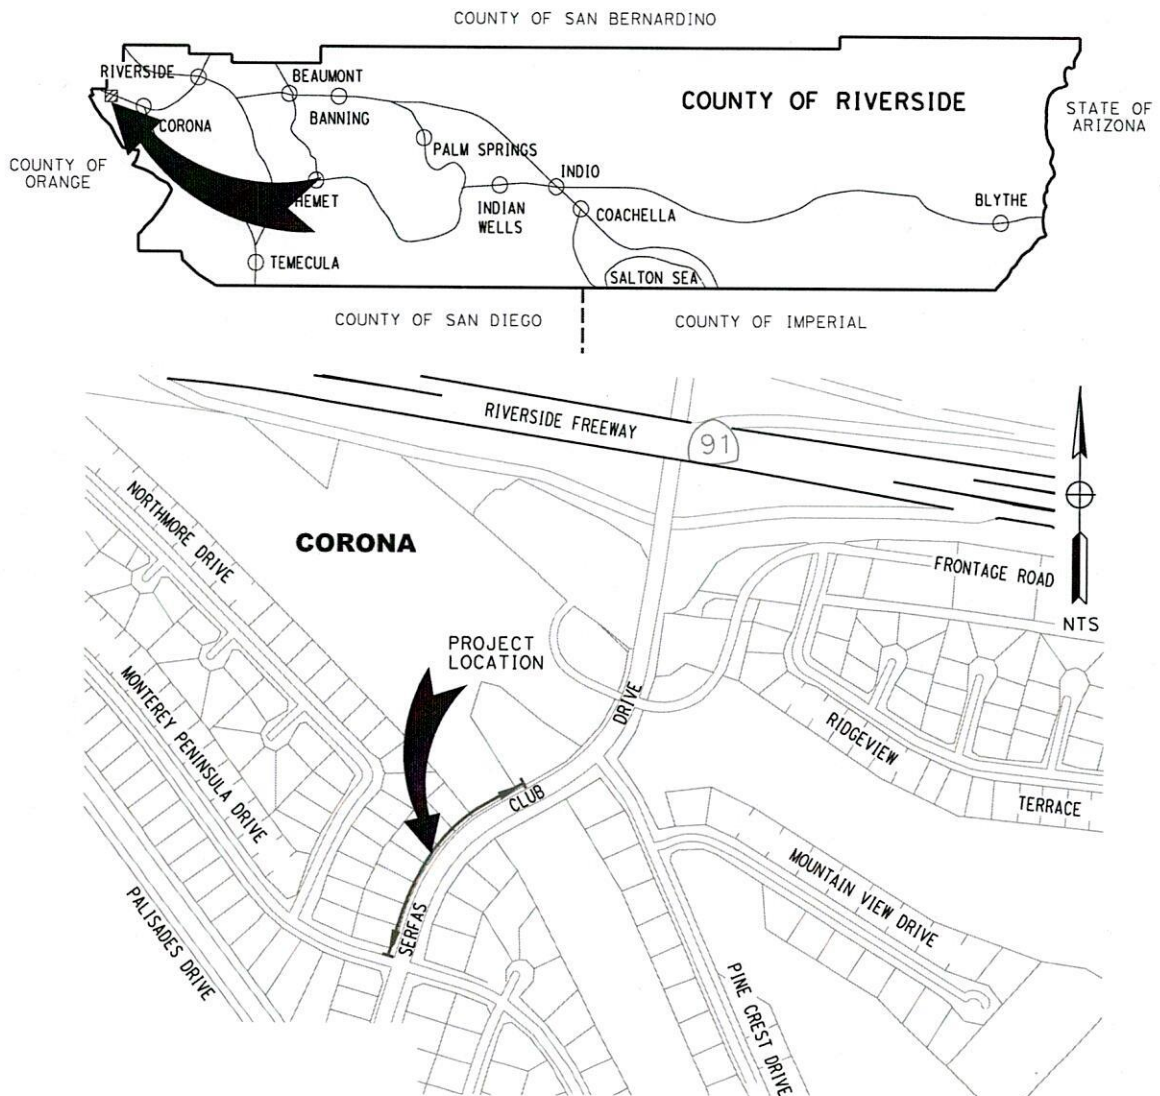 COUNTY OF SAN BERNARDINO
RIVERSIDE
BEAUMONT
COUNTY OF RIVERSIDE
STATE OF
ARIZONA
CORONA
BANNING
PALM SPRINGS
COUNTY OF
ORANGE
INDIO
HEMET
INDIAN
WELLS
COACHELLA
BLYTHE
TEMECULA
SALTON SEA
COUNTY OF SAN DIEGO
COUNTY OF IMPERIAL
RIVERSIDE FREEWAY
91
NORTHMORE DRIVE
CORONA
FRONTAGE ROAD
NTS
PROJECT
LOCATION
MONTEREY PENINSULA DRIVE
DRIVE
RIDGEVIEW
TERRACE
CLUB
MOUNTAIN VIEW DRIVE
PALISADES DRIVE
SERFAS
PINE CREST DRIVE